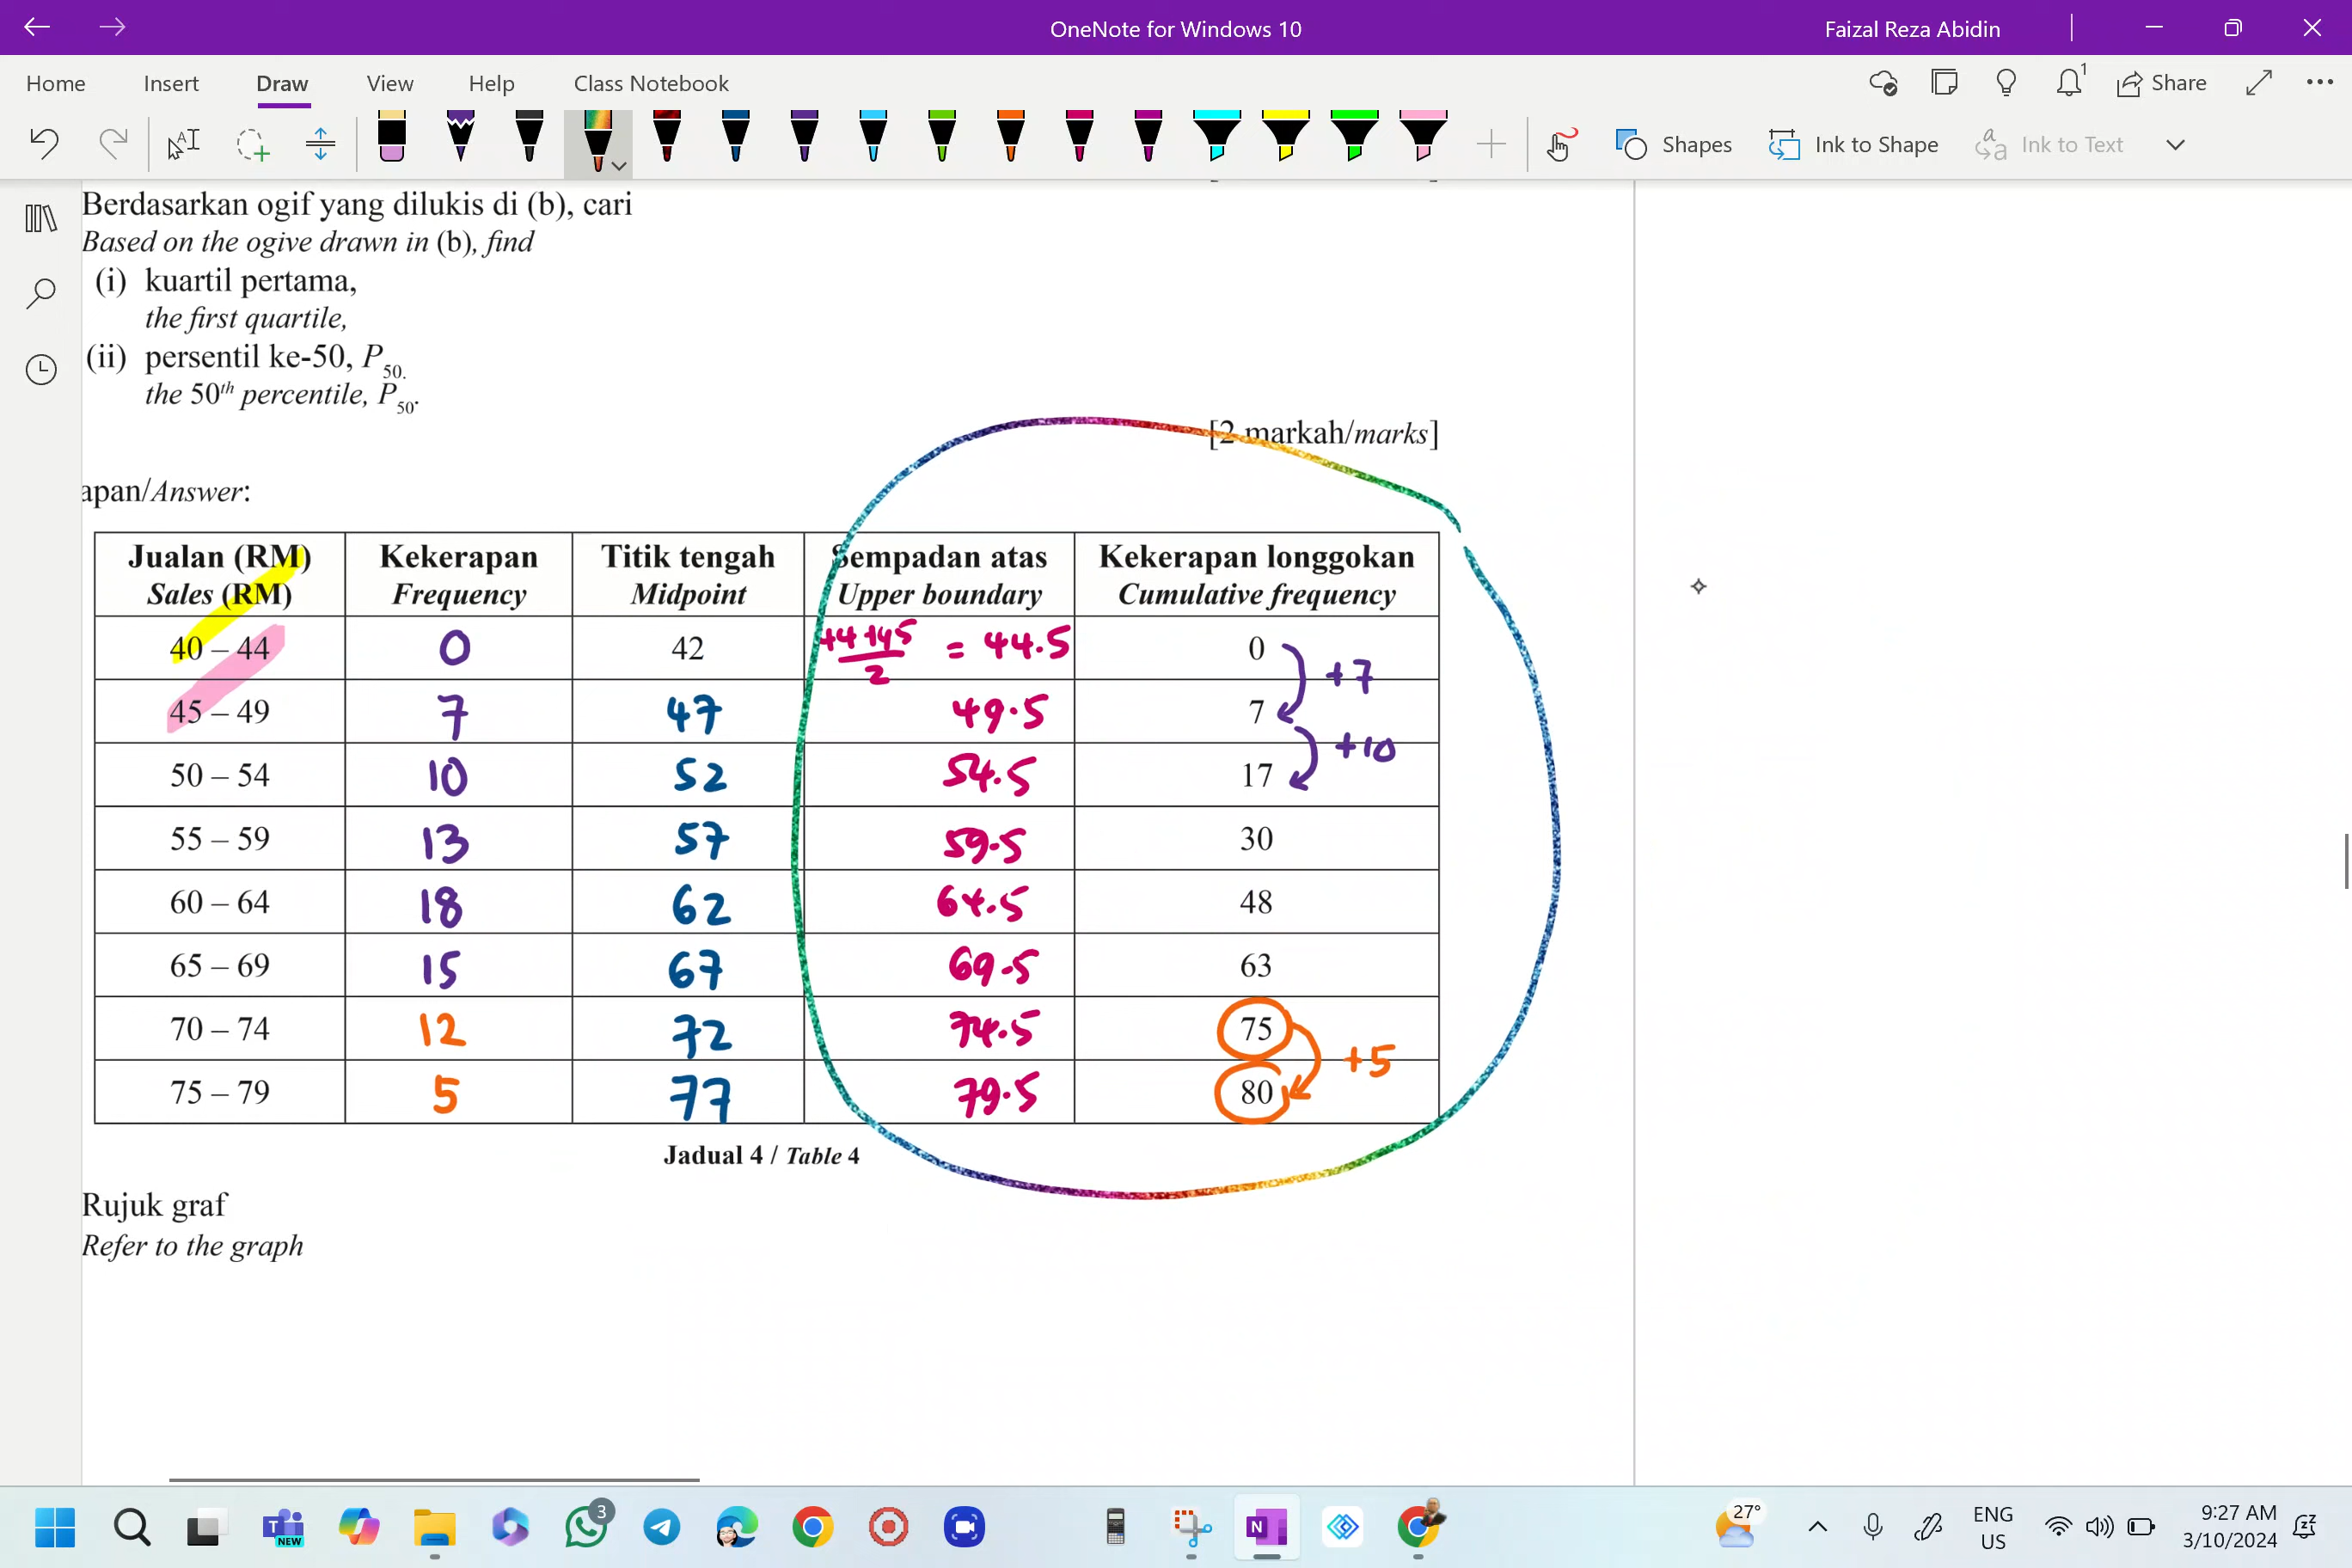 OneNote for Windows 10
Faizal Reza Abidin
Home Insert Draw View Help Class Notebook
1
Share
Shapes Ink to Shape Ink to Text
Berdasarkan ogif yang dilukis di (b), cari
Based on the ogive drawn in (b), find
(i) kuartil pertama,
the first quartile,
(ii) persentil ke-50, P50.
the 50th percentile, P50.
[2 markah/marks]
apan/Answer:
Jualan (RM) Kekerapan Titik tengah Sempadan atas Kekerapan longgokan
Sales (RM) Frequency Midpoint Upper boundary Cumulative frequency
40 – 44 0 42 44+45/2 = 44.5 0
+7
45 – 49 7 47 49.5 7
+10
50 – 54 10 52 54.5 17
55 – 59 13 57 59.5 30
60 – 64 18 62 64.5 48
65 – 69 15 67 69.5 63
70 – 74 12 72 74.5 75
+5
75 – 79 5 77 79.5 80
Jadual 4 / Table 4
Rujuk graf
Refer to the graph
NEW
3
27°
ENG
US
9:27 AM
3/10/2024